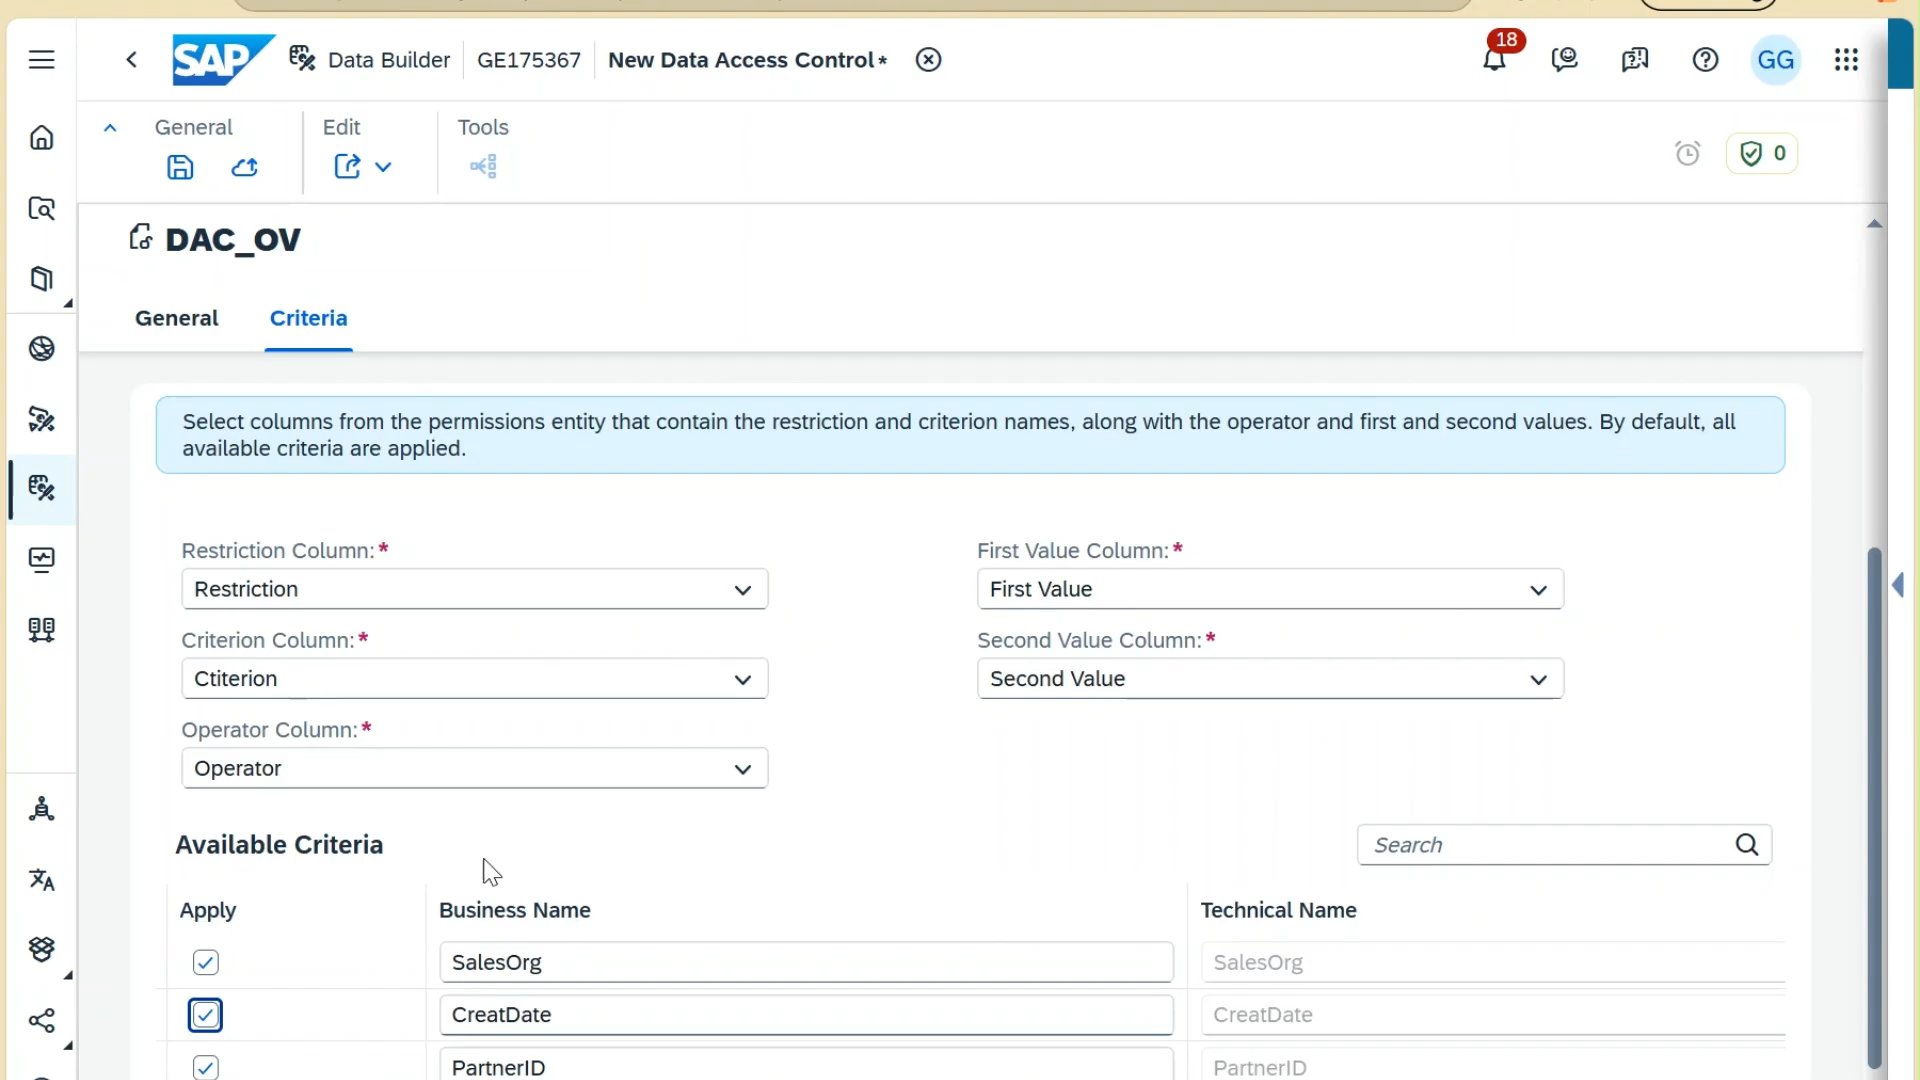 SAP Data Builder GE175367 New Data Access Control* 18 GG
General Edit Tools
0
DAC_OV
General Criteria
Select columns from the permissions entity that contain the restriction and criterion names, along with the operator and first and second values. By default, all
available criteria are applied.
Restriction Column:* First Value Column:*
Restriction First Value
Criterion Column:* Second Value Column:*
Ctiterion Second Value
Operator Column:*
Operator
Available Criteria Search
Apply Business Name Technical Name
SalesOrg SalesOrg
CreatDate CreatDate
PartnerID PartnerID